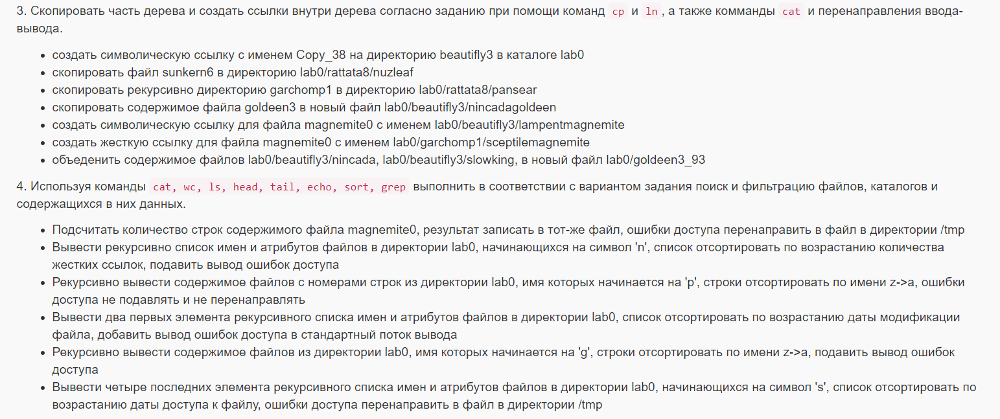 3. Скопировать часть дерева и создать ссылки внутри дерева согласно заданию при помощи команд cp и ln, а также комманды cat и перенаправления ввода-
вывода.
• создать символическую ссылку c именем Copy_38 на директорию beautifly3 в каталоге lab0
• скопировать файл sunkern6 в директорию lab0/rattata8/nuzleaf
• скопировать рекурсивно директорию garchomp1 в директорию lab0/rattata8/pansear
• скопировать содержимое файла goldeen3 в новый файл lab0/beautifly3/nincadagoldeen
• создать символическую ссылку для файла magnemite0 с именем lab0/beautifly3/lampentmagnemite
• создать жесткую ссылку для файла magnemite0 с именем lab0/garchomp1/sceptilemagnemite
• объеденить содержимое файлов lab0/beautifly3/nincada, lab0/beautifly3/slowking, в новый файл lab0/goldeen3_93
4. Используя команды cat, wc, ls, head, tail, echo, sort, grep выполнить в соответствии с вариантом задания поиск и фильтрацию файлов, каталогов и
содержащихся в них данных.
• Подсчитать количество строк содержимого файла magnemite0, результат записать в тот-же файл, ошибки доступа перенаправить в файл в директории /tmp
• Вывести рекурсивно список имен и атрибутов файлов в директории lab0, начинающихся на символ 'n', список отсортировать по возрастанию количества
жестких ссылок, подавить вывод ошибок доступа
• Рекурсивно вывести содержимое файлов с номерами строк из директории lab0, имя которых начинается на 'p', строки отсортировать по имени z->a, ошибки
доступа не подавлять и не перенаправлять
• Вывести два первых элемента рекурсивного списка имен и атрибутов файлов в директории lab0, список отсортировать по возрастанию даты модификации
файла, добавить вывод ошибок доступа в стандартный поток вывода
• Рекурсивно вывести содержимое файлов из директории lab0, имя которых начинается на 'g', строки отсортировать по имени z->a, подавить вывод ошибок
доступа
• Вывести четыре последних элемента рекурсивного списка имен и атрибутов файлов в директории lab0, начинающихся на символ 's', список отсортировать по
возрастанию даты доступа к файлу, ошибки доступа перенаправить в файл в директории /tmp